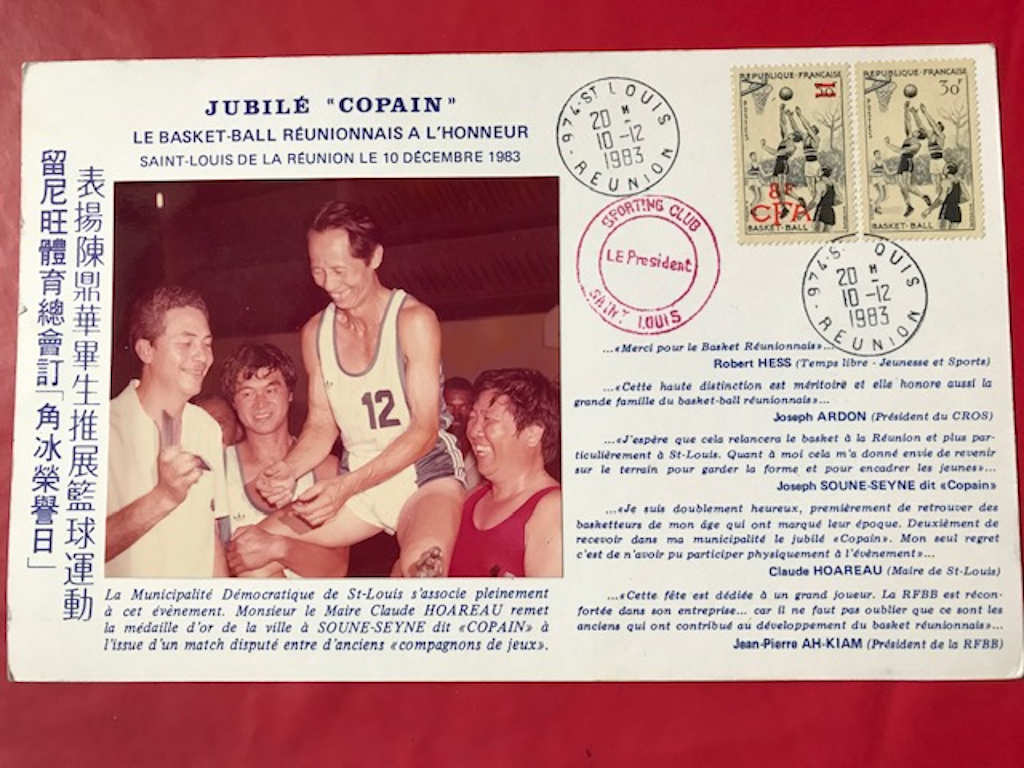 JUBILÉ "COPAIN"
LE BASKET-BALL RÉUNIONNAIS A L'HONNEUR
SAINT-LOUIS DE LA RÉUNION LE 10 DÉCEMBRE 1983
表揚陳鼎華畢生推展籃球運動
留尼旺體育總會訂「角冰榮譽日」
12
La Municipalité Démocratique de St-Louis s'associe pleinement
à cet évènement. Monsieur le Maire Claude HOAREAU remet
la médaille d'or de la ville à SOUNE-SEYNE dit «COPAIN» à
l'issue d'un match disputé entre d'anciens «compagnons de jeux».
974-ST LOUIS
20 H
10-12
1983
REUNION
SPORTING CLUB
LE President
SAINT LOUIS
REPUBLIQUE FRANÇAISE
POSTES
8F
CFA
BASKET-BALL
REPUBLIQUE FRANÇAISE
30F
POSTES
BASKET-BALL
974-ST LOUIS
20 H
10-12
1983
REUNION
...«Merci pour le Basket Réunionnais»...
Robert HESS (Temps libre - Jeunesse et Sports)
...«Cette haute distinction est méritoire et elle honore aussi la
grande famille du basket-ball réunionnais»...
Joseph ARDON (Président du CROS)
...«J'espère que cela relancera le basket à la Réunion et plus par-
ticulièrement à St-Louis. Quant à moi cela m'a donné envie de revenir
sur le terrain pour garder la forme et pour encadrer les jeunes»...
Joseph SOUNE-SEYNE dit «Copain»
...«Je suis doublement heureux, premièrement de retrouver des
basketteurs de mon âge qui ont marqué leur époque. Deuxièment de
recevoir dans ma municipalité le jubilé «Copain». Mon seul regret
c'est de n'avoir pu participer physiquement à l'évènement»...
Claude HOAREAU (Maire de St-Louis)
...«Cette fête est dédiée à un grand joueur. La RFBB est récon-
fortée dans son entreprise... car il ne faut pas oublier que ce sont les
anciens qui ont contribué au développement du basket réunionnais»...
Jean-Pierre AH-KIAM (Président de la RFBB)